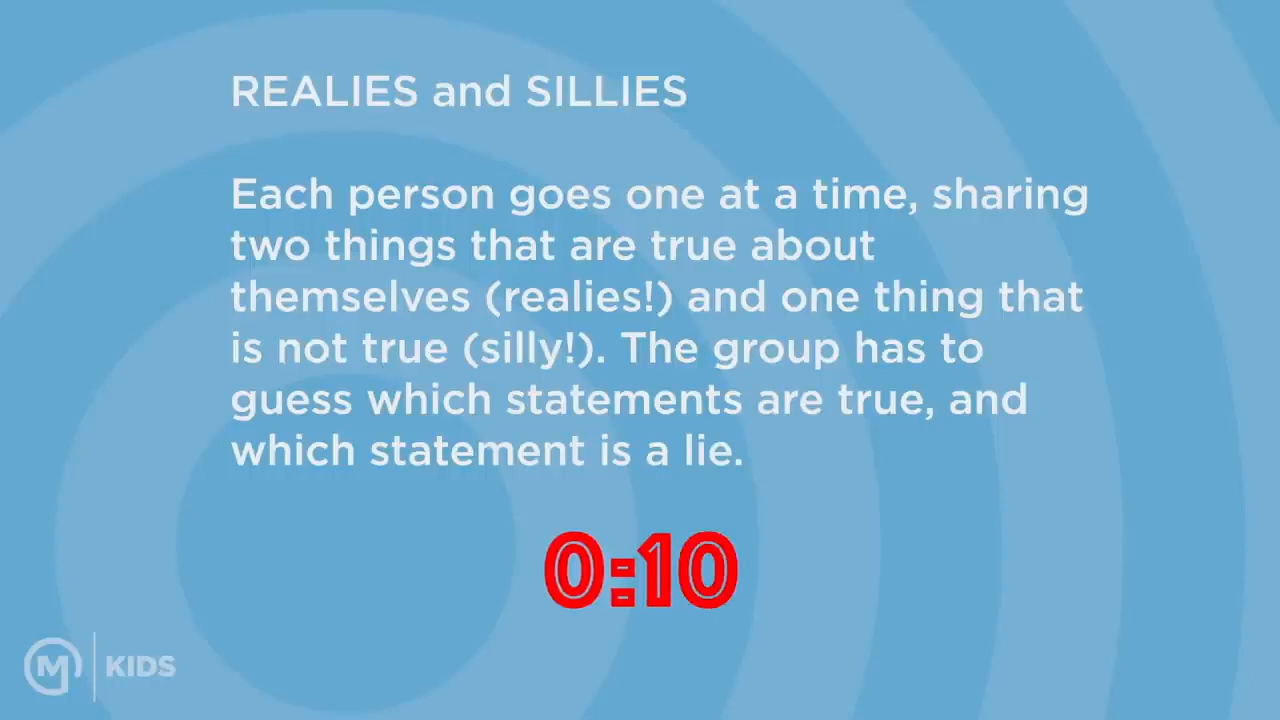 REALIES and SILLIES
Each person goes one at a time, sharing
two things that are true about
themselves (realies!) and one thing that
is not true (silly!). The group has to
guess which statements are true, and
which statement is a lie.
0:10
M KIDS